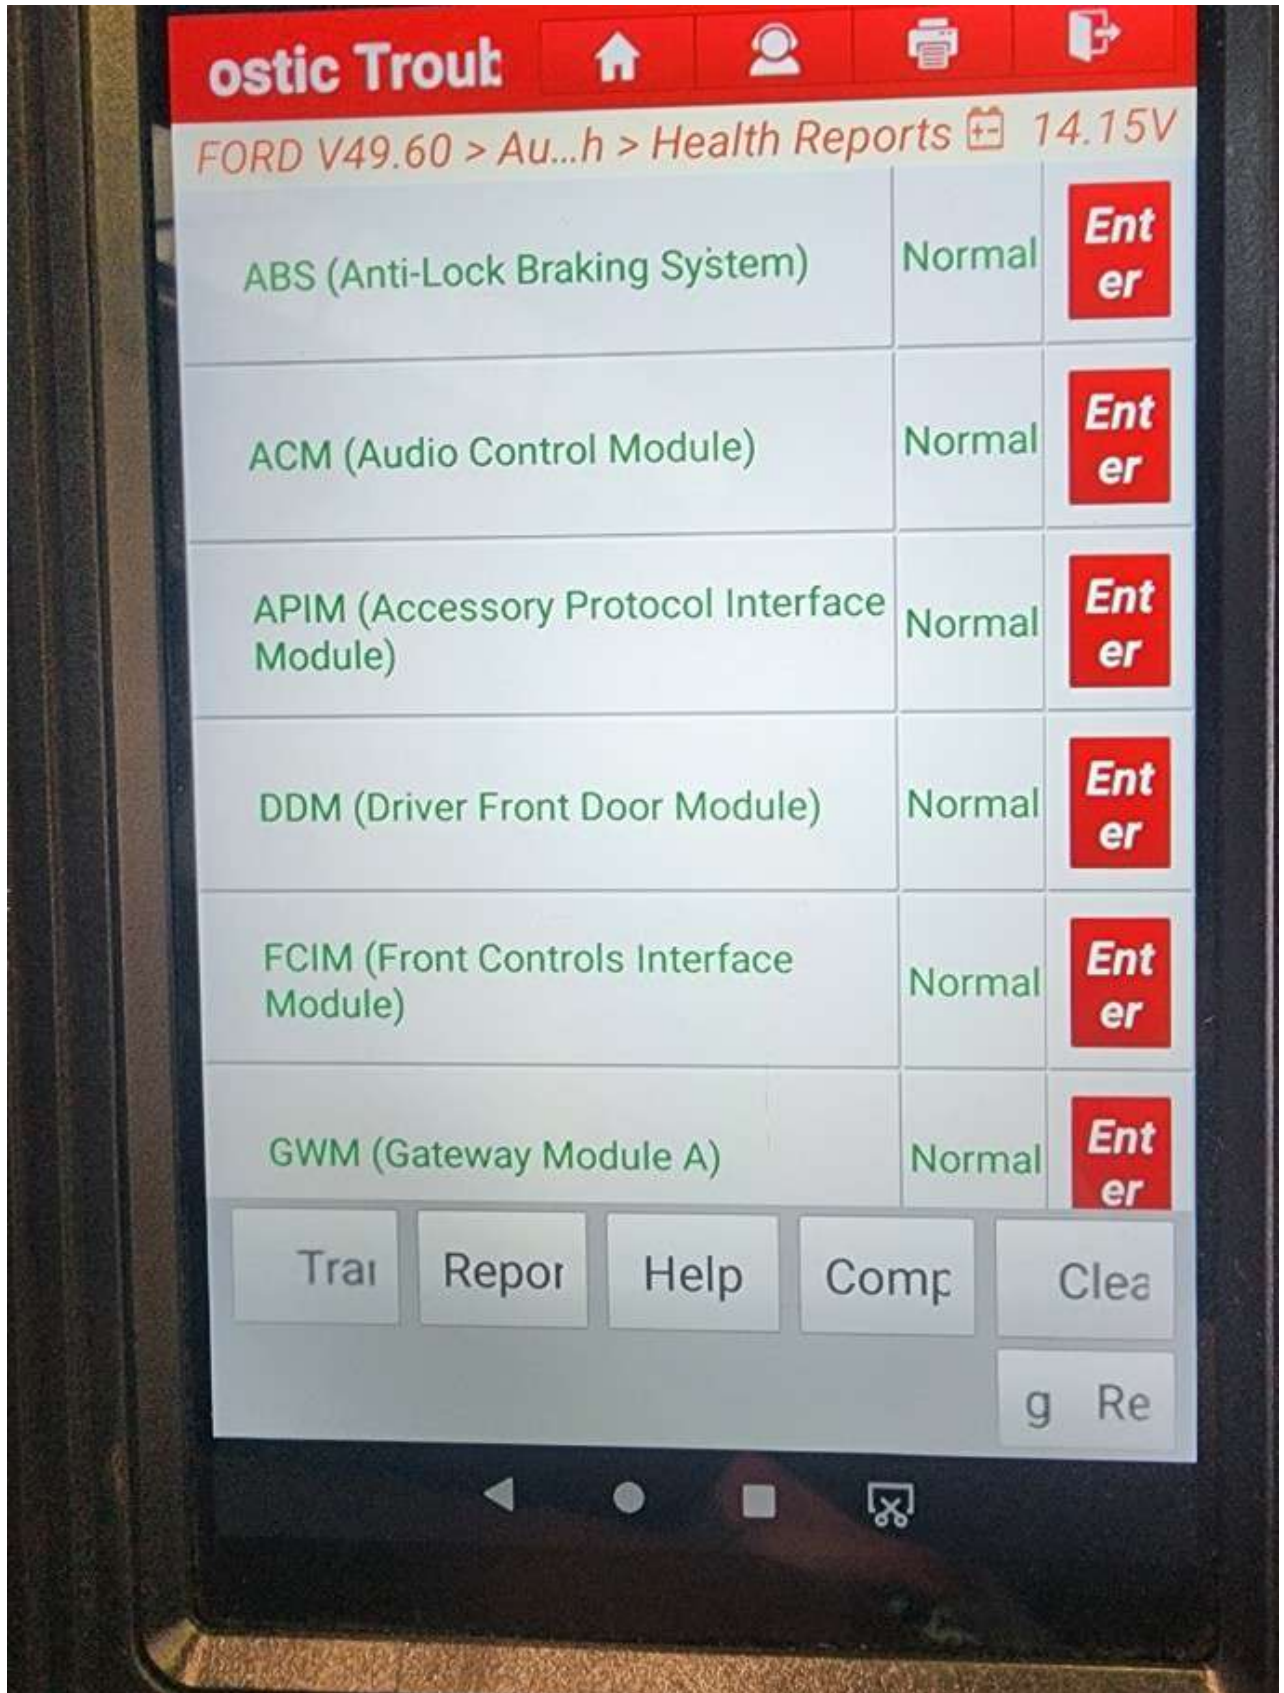 ostic Troub
FORD V49.60 > Au...h > Health Reports 14.15V
ABS (Anti-Lock Braking System) Normal Ent
er
ACM (Audio Control Module) Normal Ent
er
APIM (Accessory Protocol Interface
Module) Normal Ent
er
DDM (Driver Front Door Module) Normal Ent
er
FCIM (Front Controls Interface
Module) Normal Ent
er
GWM (Gateway Module A) Normal Ent
er
Trai Repor Help Comp Clea
g Re